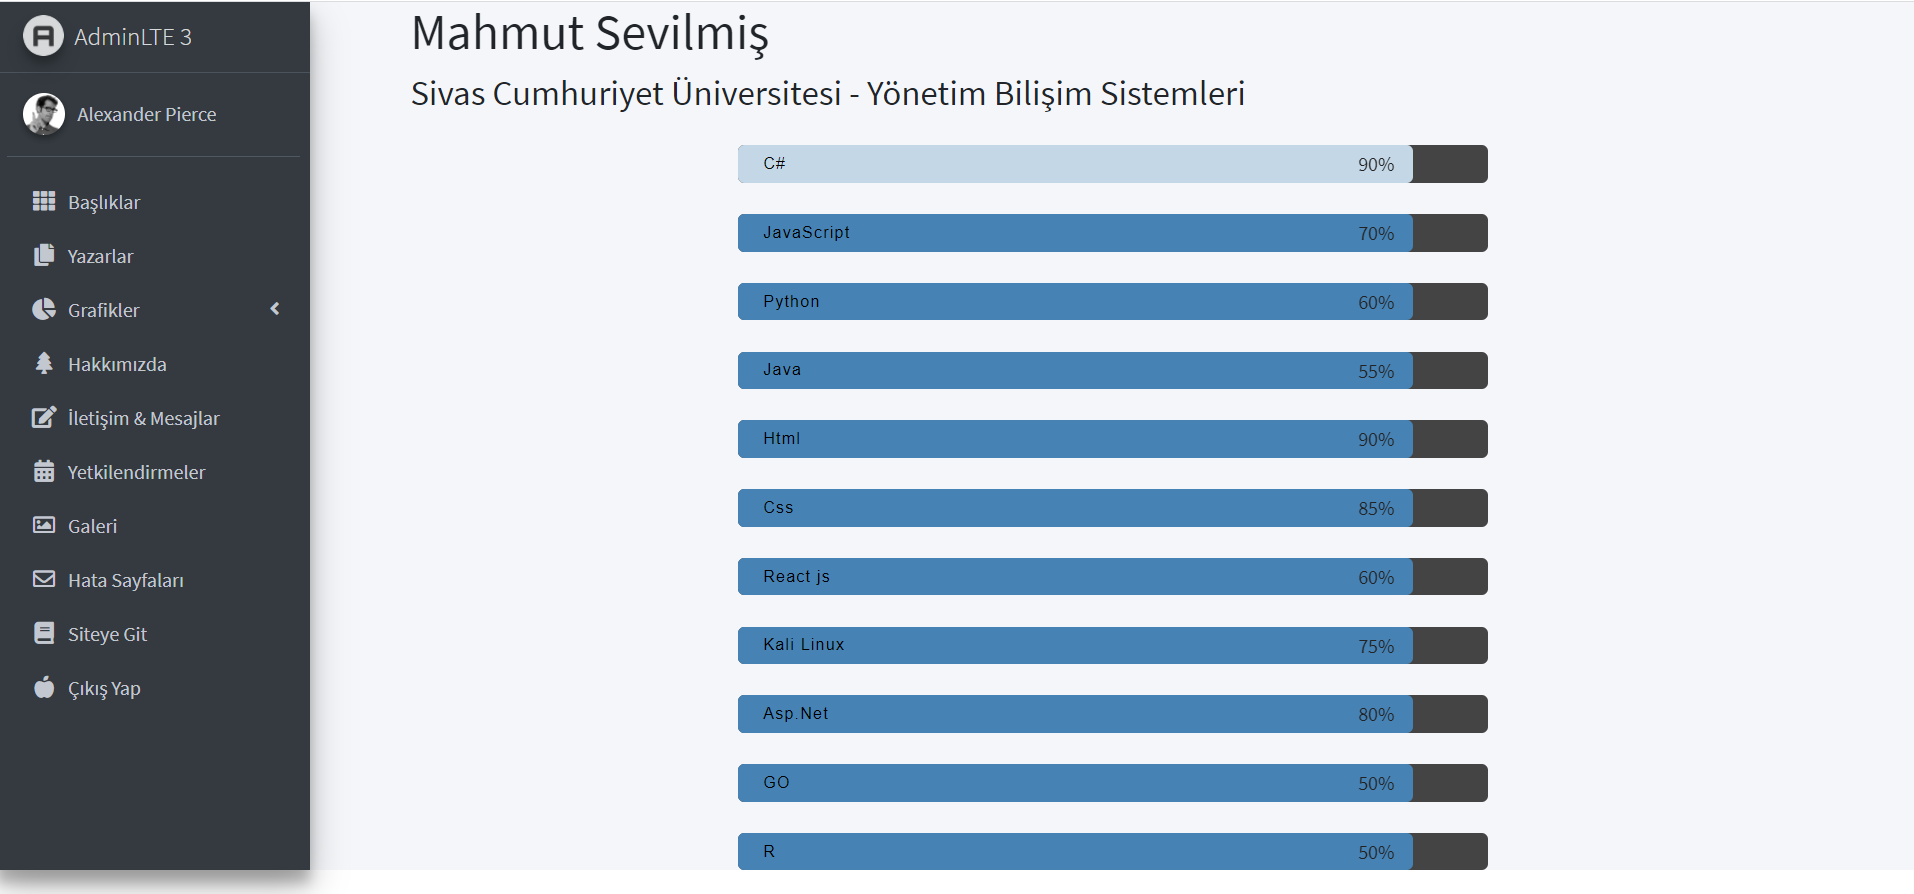 AdminLTE 3
Alexander Pierce
Başlıklar
Yazarlar
Grafikler
Hakkımızda
İletişim & Mesajlar
Yetkilendirmeler
Galeri
Hata Sayfaları
Siteye Git
Çıkış Yap
Mahmut Sevilmiş
Sivas Cumhuriyet Üniversitesi - Yönetim Bilişim Sistemleri
C# 90%
JavaScript 70%
Python 60%
Java 55%
Html 90%
Css 85%
React js 60%
Kali Linux 75%
Asp.Net 80%
GO 50%
R 50%